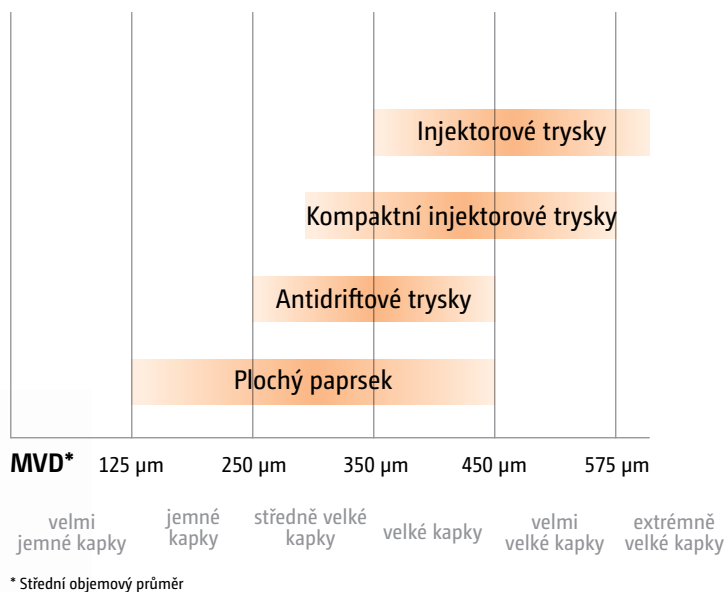 Injektorové trysky
Kompaktní injektorové trysky
Antidriftové trysky
Plochý paprsek
MVD* 125 µm 250 µm 350 µm 450 µm 575 µm
velmi jemné kapky
jemné kapky
středně velké kapky
velké kapky
velmi velké kapky
extrémně velké kapky
* Střední objemový průměr